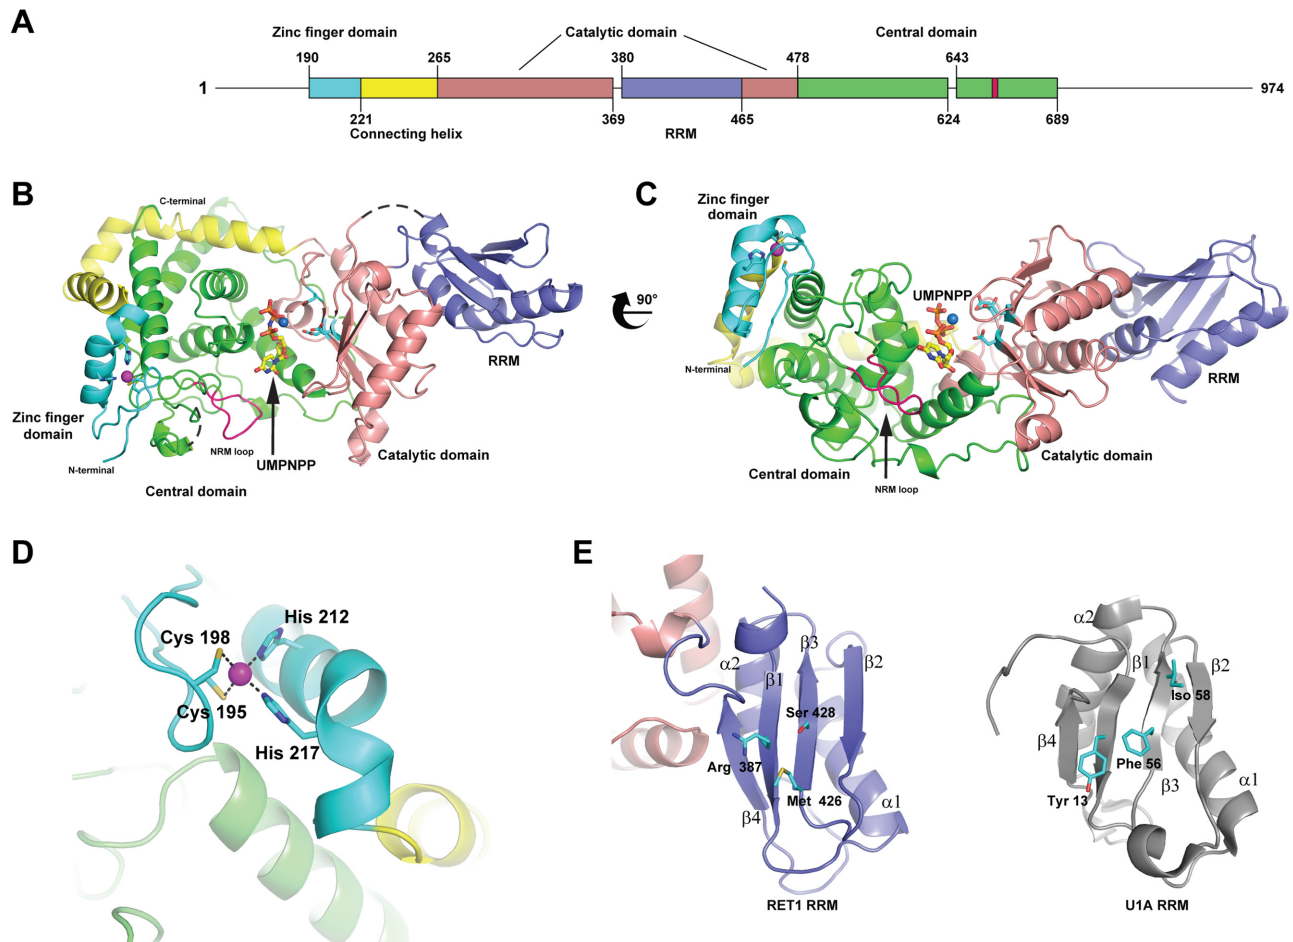 A
Zinc finger domain
Catalytic domain
Central domain
190
265
380
478
643
1
974
221
369
465
624
689
Connecting helix
RRM
B
C-terminal
Zinc finger
domain
N-terminal
NRM loop
UMPNPP
Central domain
Catalytic domain
RRM
90°
C
Zinc finger
domain
UMPNPP
N-terminal
RRM
Central domain
Catalytic domain
NRM loop
D
His 212
Cys 198
Cys 195
His 217
E
α2
β1
β3
β2
Ser 428
Arg 387
Met 426
β4
α1
RET1 RRM
α2
β1
β2
Iso 58
β4
Phe 56
β3
Tyr 13
α1
U1A RRM